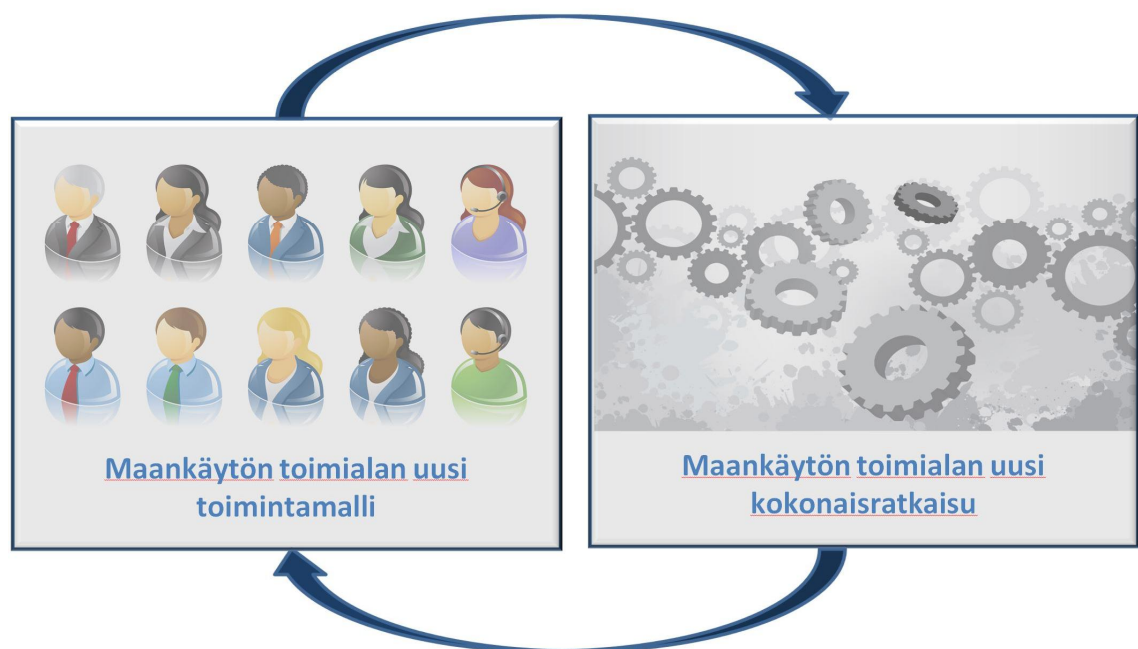 Maankäytön toimialan uusi
toimintamalli
Maankäytön toimialan uusi
kokonaisratkaisu